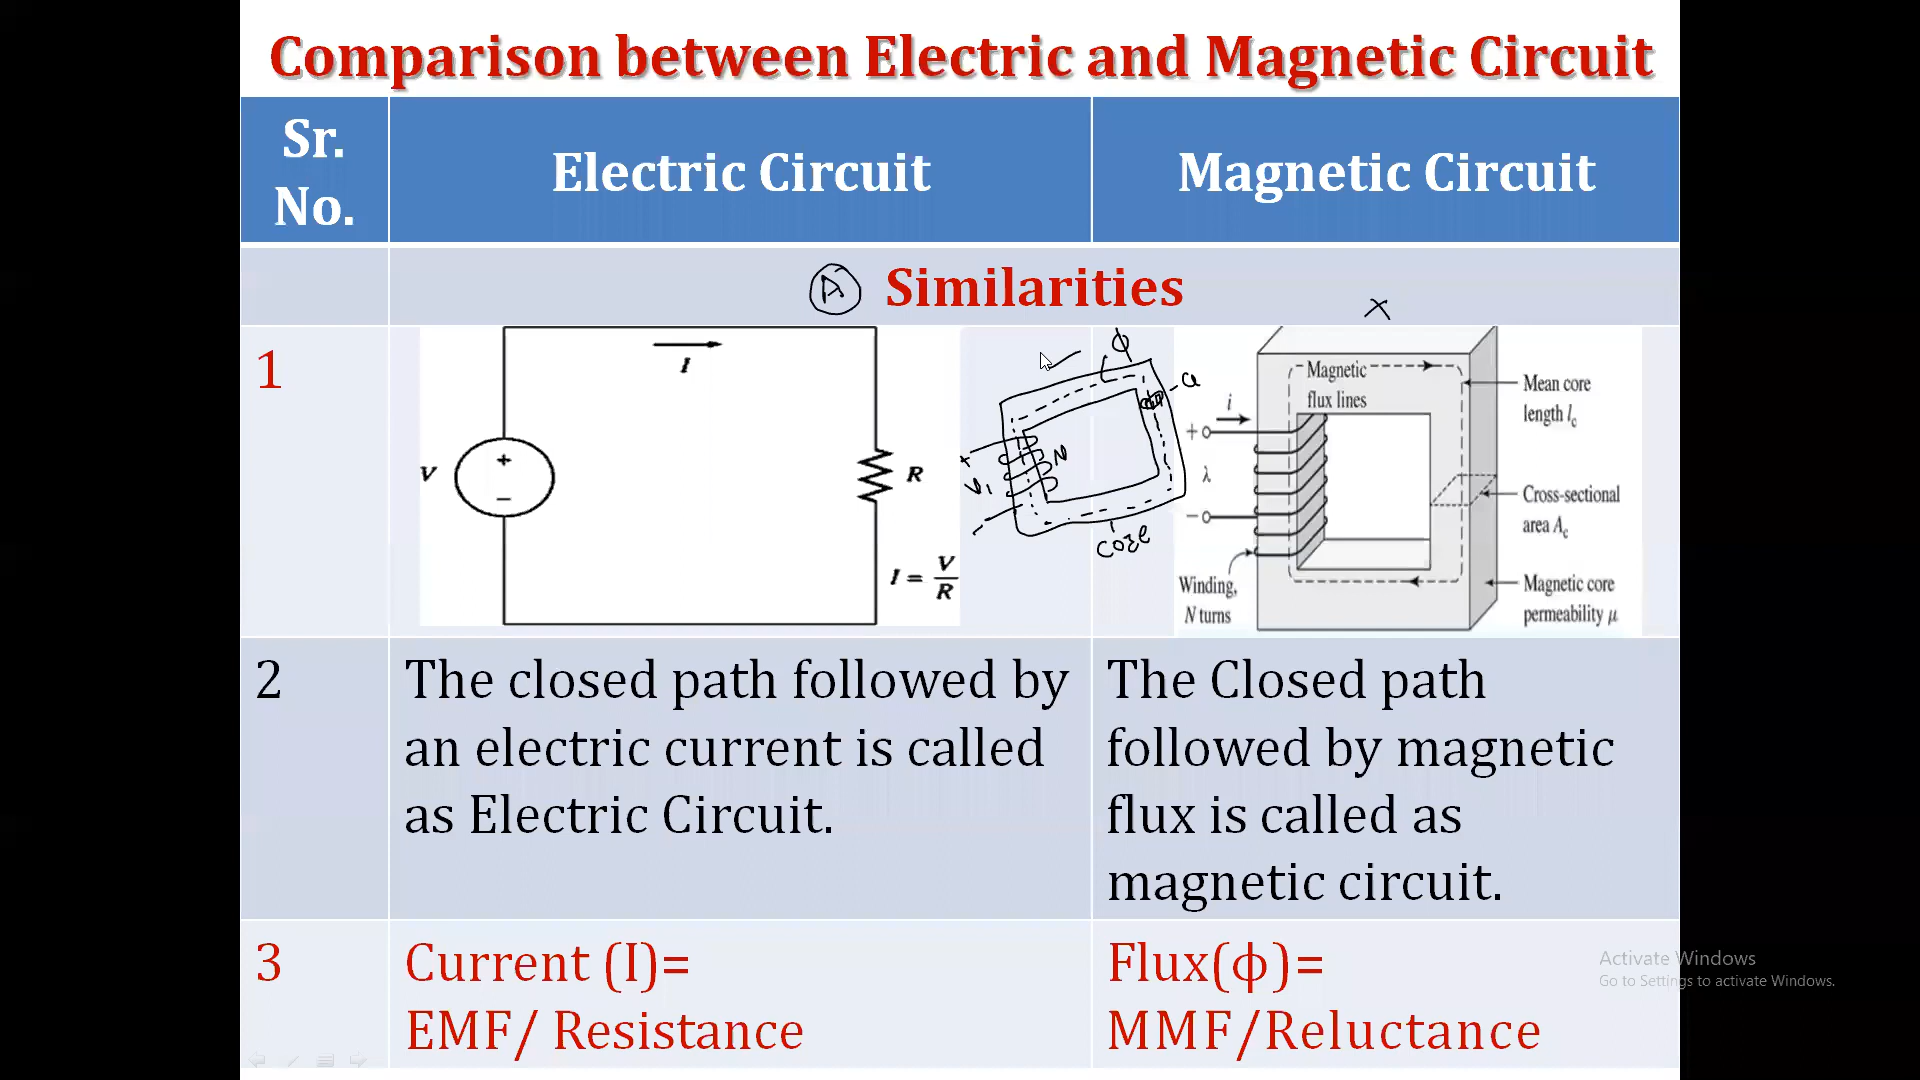 Comparison between Electric and Magnetic Circuit
Sr.
No.
Electric Circuit
Magnetic Circuit
A Similarities
x
1
I
V
+
−
R
I = V/R
ϕ
a
+
N
V1
-
core
Magnetic
flux lines
i
+
λ
−
Winding,
N turns
Mean core
length lc
Cross-sectional
area Ac
Magnetic core
permeability μ
2
The closed path followed by
an electric current is called
as Electric Circuit.
The Closed path
followed by magnetic
flux is called as
magnetic circuit.
3
Current (I)=
EMF/ Resistance
Flux(ϕ)=
MMF/Reluctance
Activate Windows
Go to Settings to activate Windows.